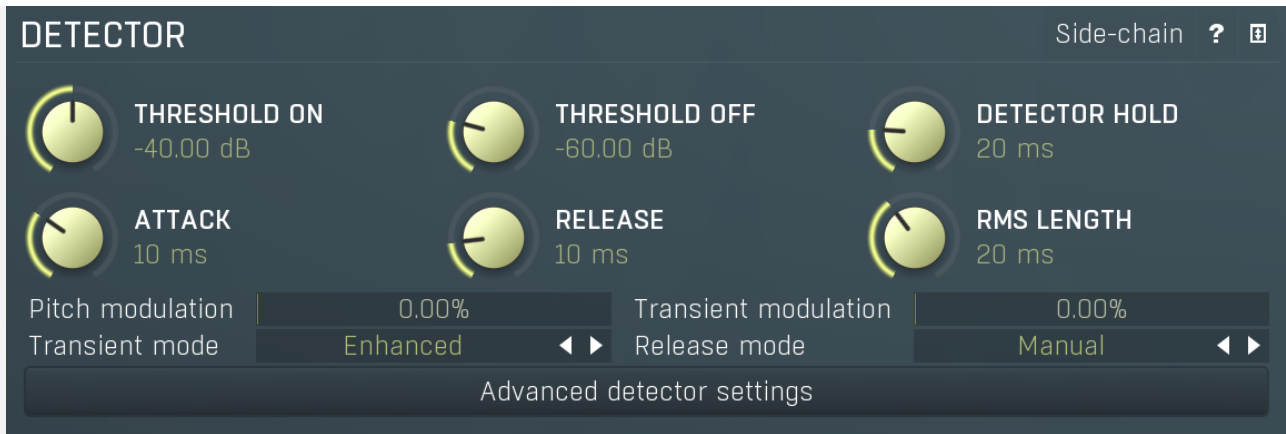 DETECTOR
Side-chain ?
THRESHOLD ON
-40.00 dB
THRESHOLD OFF
-60.00 dB
DETECTOR HOLD
20 ms
ATTACK
10 ms
RELEASE
10 ms
RMS LENGTH
20 ms
Pitch modulation 0.00% Transient modulation 0.00%
Transient mode Enhanced Release mode Manual
Advanced detector settings